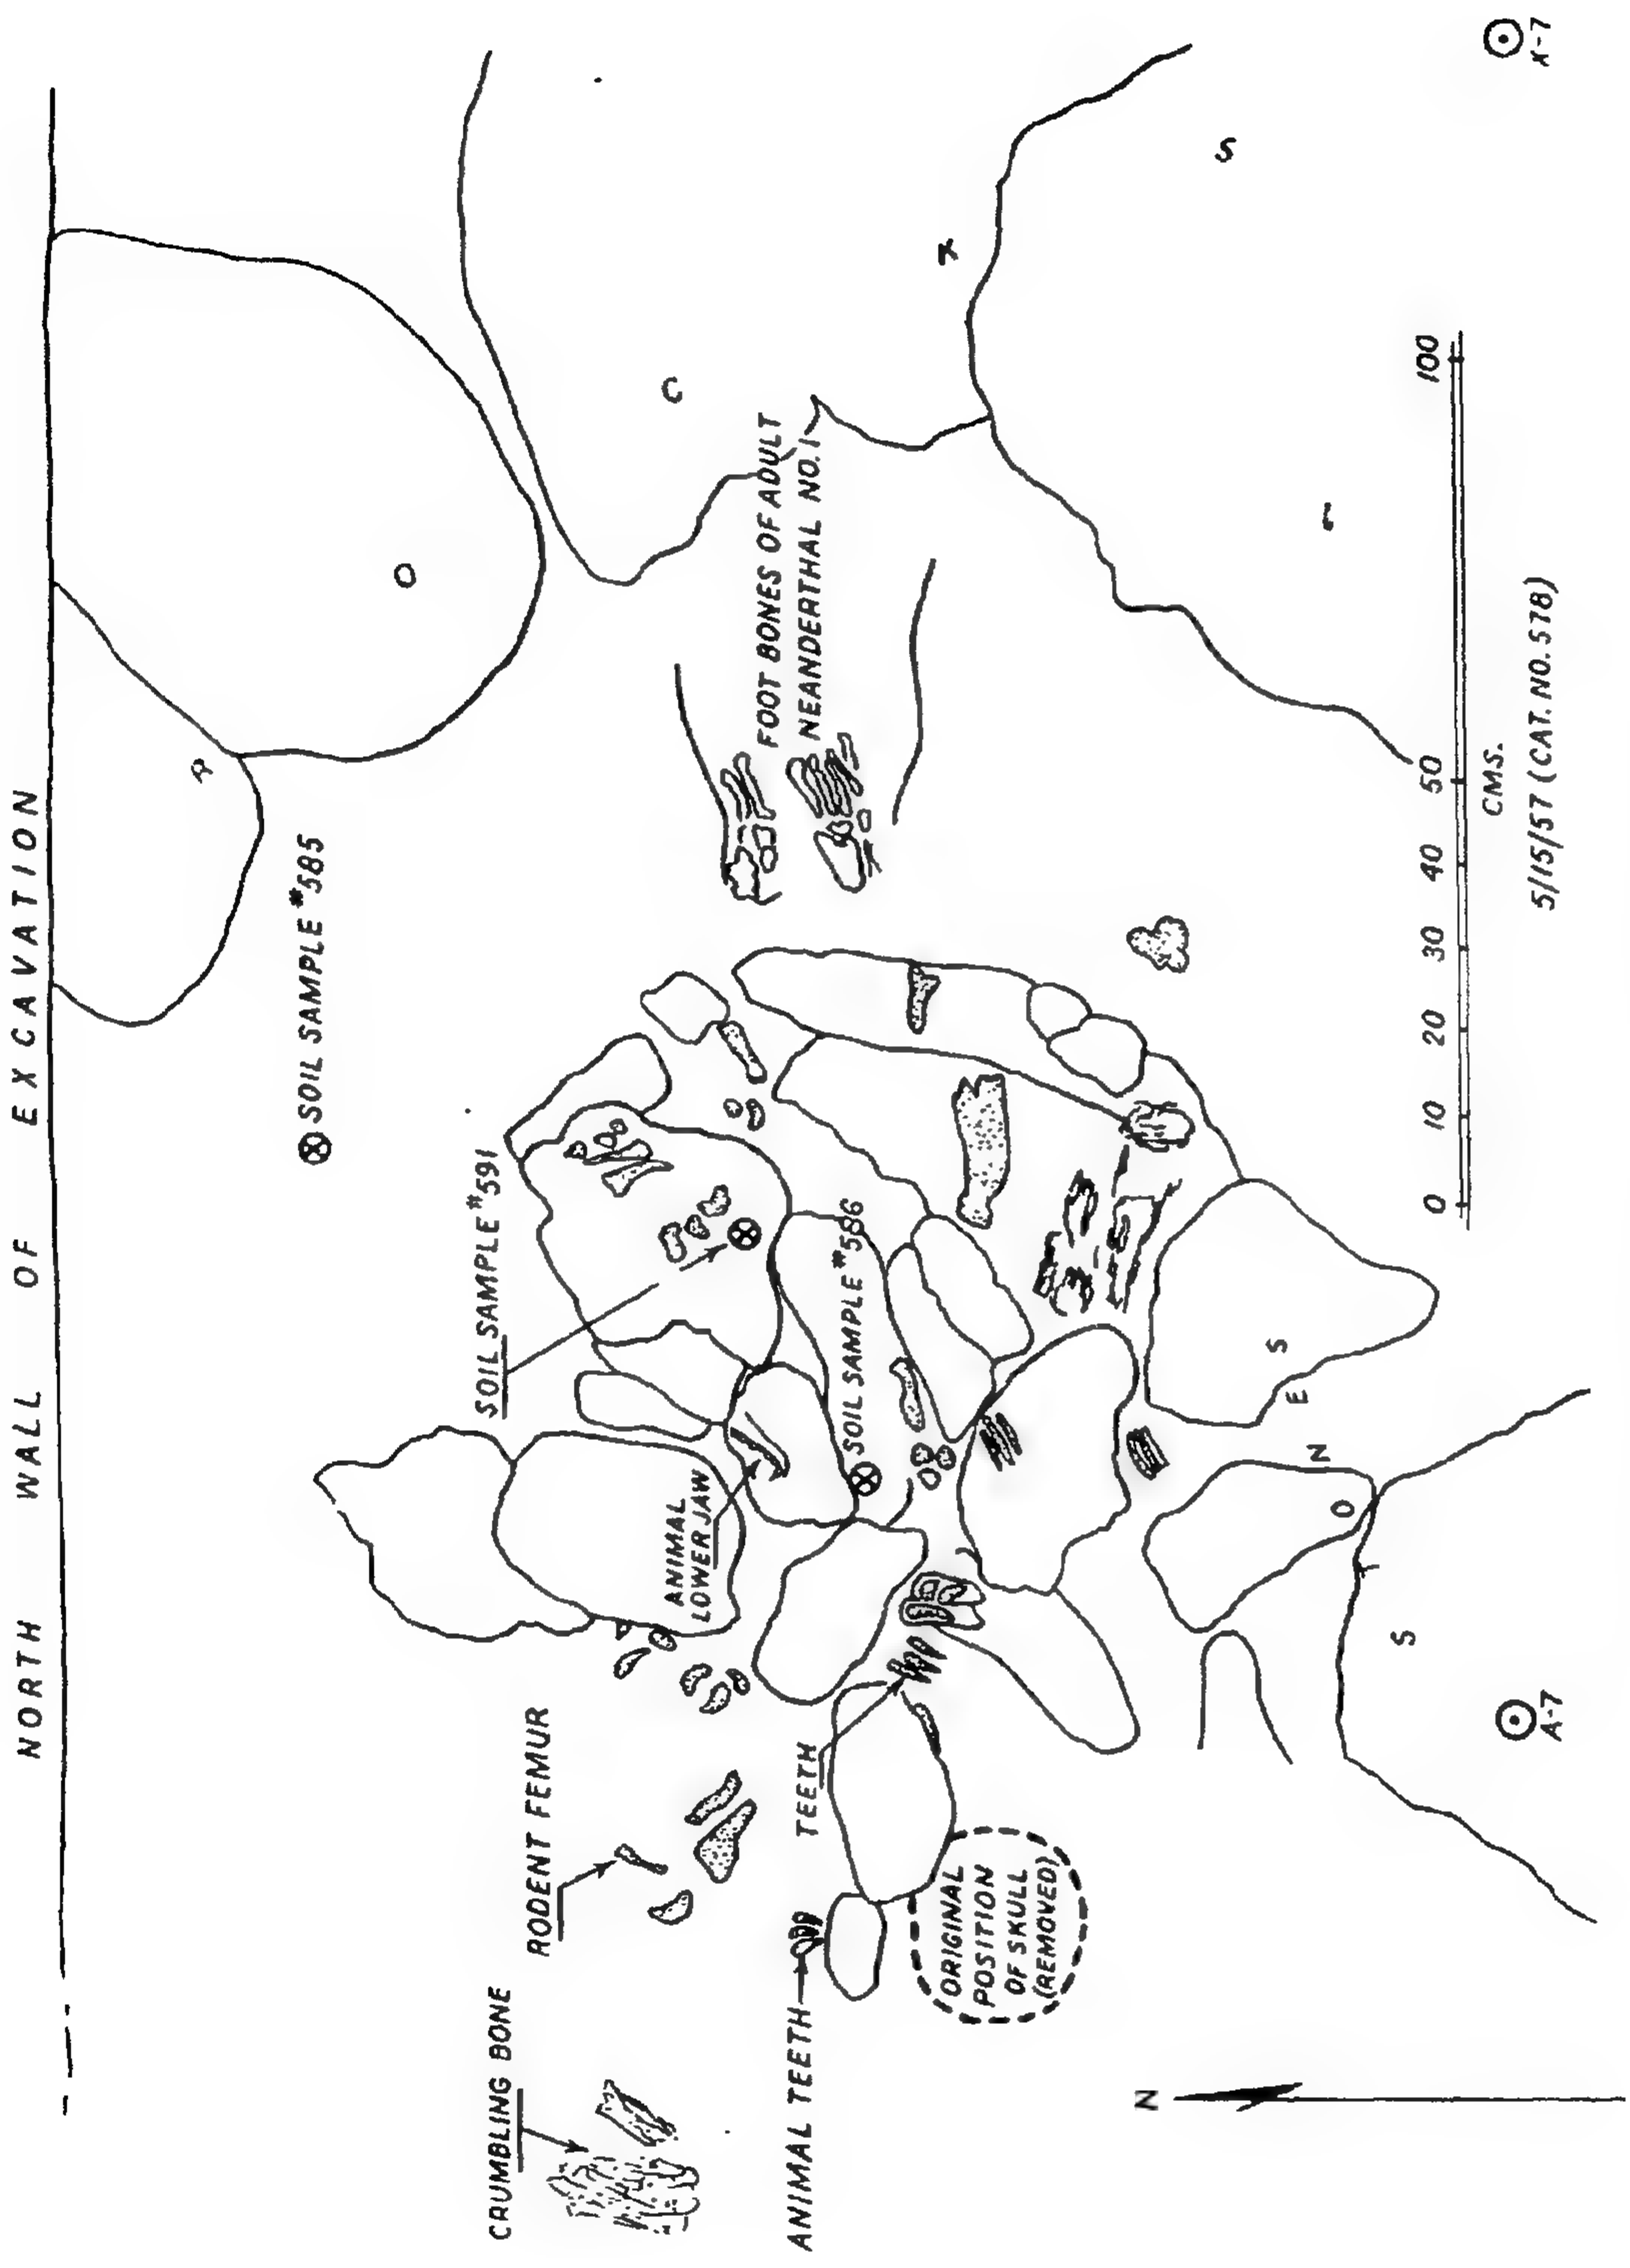 NORTH WALL OF EXCAVATION
⊗ SOIL SAMPLE #585
SOIL SAMPLE #591
CRUMBLING BONE
RODENT FEMUR
ANIMAL
LOWER JAW
SOIL SAMPLE #586
FOOT BONES OF ADULT
NEANDERTHAL NO. 1
ANIMAL TEETH
TEETH
ORIGINAL
POSITION
OF SKULL
(REMOVED)
R
O
C
K
S
L
S
T
O
N
E
S
N
0 10 20 30 40 50 100
CMS.
5/15/57 (CAT. NO. 578)
A-7
K-7